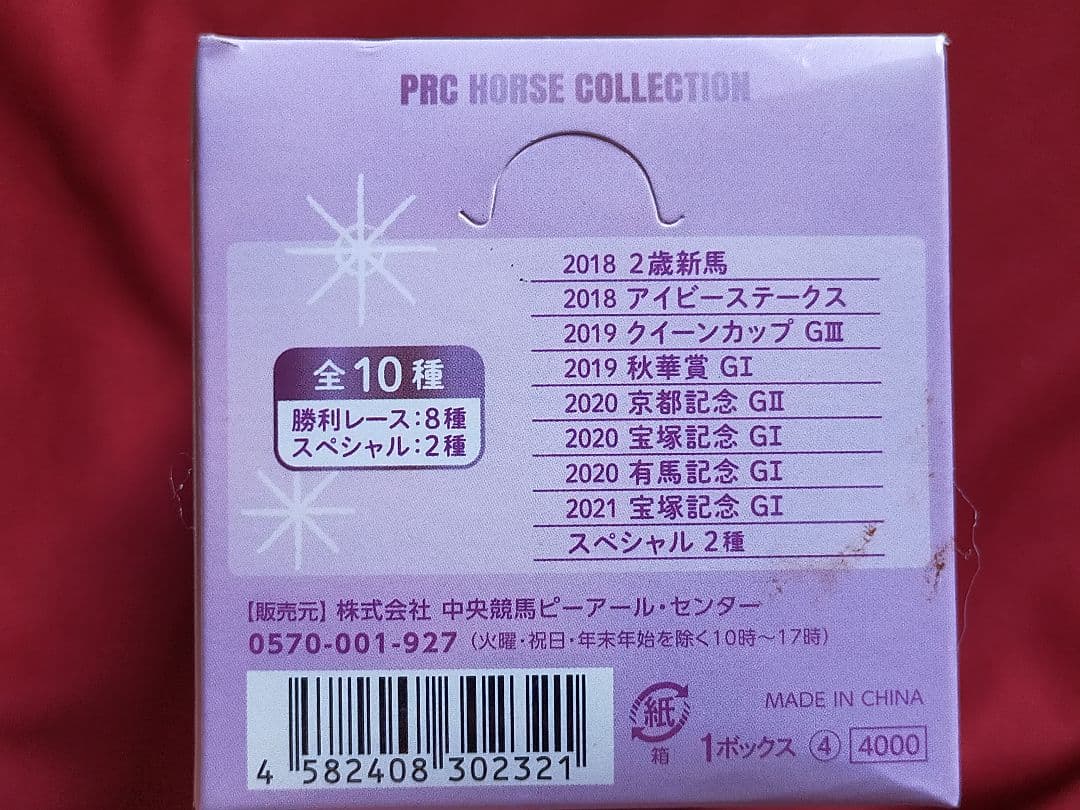 PRC HORSE COLLECTION
2018 2歳新馬
2018 アイビーステークス
2019 クイーンカップ GⅢ
2019 秋華賞 GⅠ
2020 京都記念 GⅡ
2020 宝塚記念 GⅠ
2020 有馬記念 GⅠ
2021 宝塚記念 GⅠ
スペシャル 2種
全10種
勝利レース:8種
スペシャル:2種
【販売元】株式会社 中央競馬ピーアール・センター
0570-001-927(火曜・祝日・年末年始を除く10時〜17時)
4 582408 302321
紙
箱
MADE IN CHINA
1ボックス ④ 4000